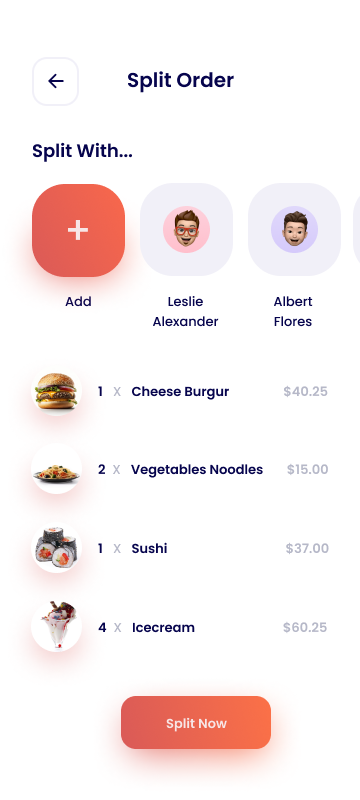 Split Order
Split With...
+
Add
Leslie
Alexander
Albert
Flores
1 X Cheese Burgur $40.25
2 X Vegetables Noodles $15.00
1 X Sushi $37.00
4 X Icecream $60.25
Split Now